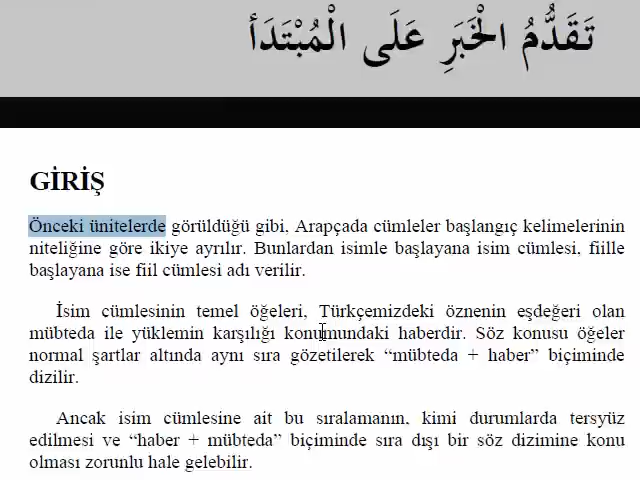 تَقَدُّمُ الْخَبَرِ عَلَى الْمُبْتَدَأ
GİRİŞ
Önceki ünitelerde görüldüğü gibi, Arapçada cümleler başlangıç kelimelerinin
niteliğine göre ikiye ayrılır. Bunlardan isimle başlayana isim cümlesi, fiille
başlayana ise fiil cümlesi adı verilir.
İsim cümlesinin temel öğeleri, Türkçemizdeki öznenin eşdeğeri olan
mübteda ile yüklemin karşılığı konumundaki haberdir. Söz konusu öğeler
normal şartlar altında aynı sıra gözetilerek “mübteda + haber” biçiminde
dizilir.
Ancak isim cümlesine ait bu sıralamanın, kimi durumlarda tersyüz
edilmesi ve “haber + mübteda” biçiminde sıra dışı bir söz dizimine konu
olması zorunlu hale gelebilir.